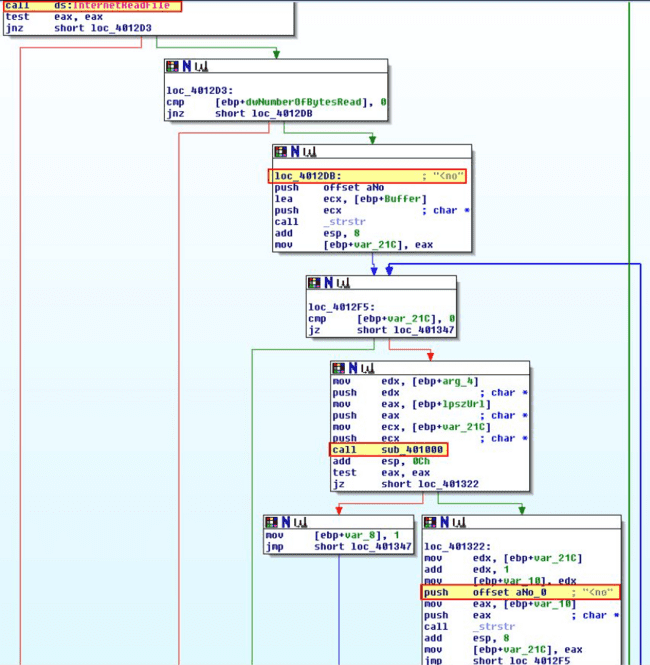 call ds:InternetReadFile
test eax, eax
jnz short loc_4012D3
loc_4012D3:
cmp [ebp+dwNumberOfBytesRead], 0
jnz short loc_4012DB
loc_4012DB: ; "<no"
push offset aNo
lea ecx, [ebp+Buffer]
push ecx ; char *
call _strstr
add esp, 8
mov [ebp+var_21C], eax
loc_4012F5:
cmp [ebp+var_21C], 0
jz short loc_401347
mov edx, [ebp+arg_4]
push edx ; char *
mov eax, [ebp+lpszUrl]
push eax ; char *
mov ecx, [ebp+var_21C]
push ecx ; char *
call sub_401000
add esp, 0Ch
test eax, eax
jz short loc_401322
mov [ebp+var_8], 1
jmp short loc_401347
loc_401322:
mov edx, [ebp+var_21C]
add edx, 1
mov [ebp+var_10], edx
push offset aNo_0 ; "<no"
mov eax, [ebp+var_10]
push eax ; char *
call _strstr
add esp, 8
mov [ebp+var_21C], eax
jmp short loc_4012F5